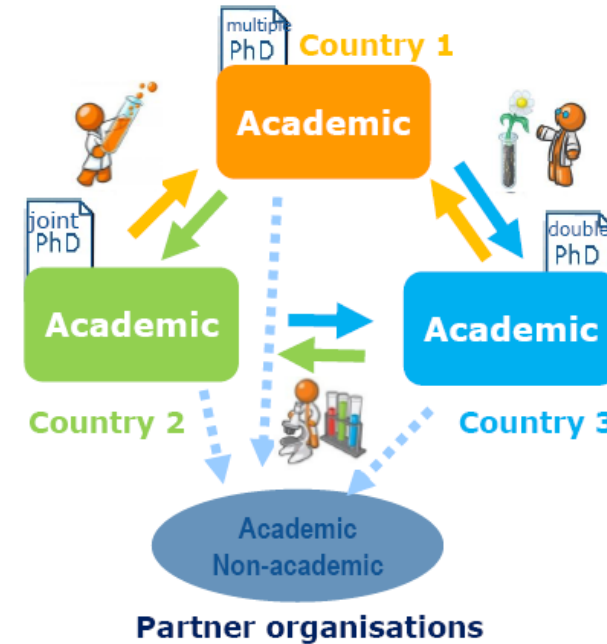 multiple
PhD
Country 1
Academic
joint
PhD
double
PhD
Academic
Academic
Country 2
Country 3
Academic
Non-academic
Partner organisations